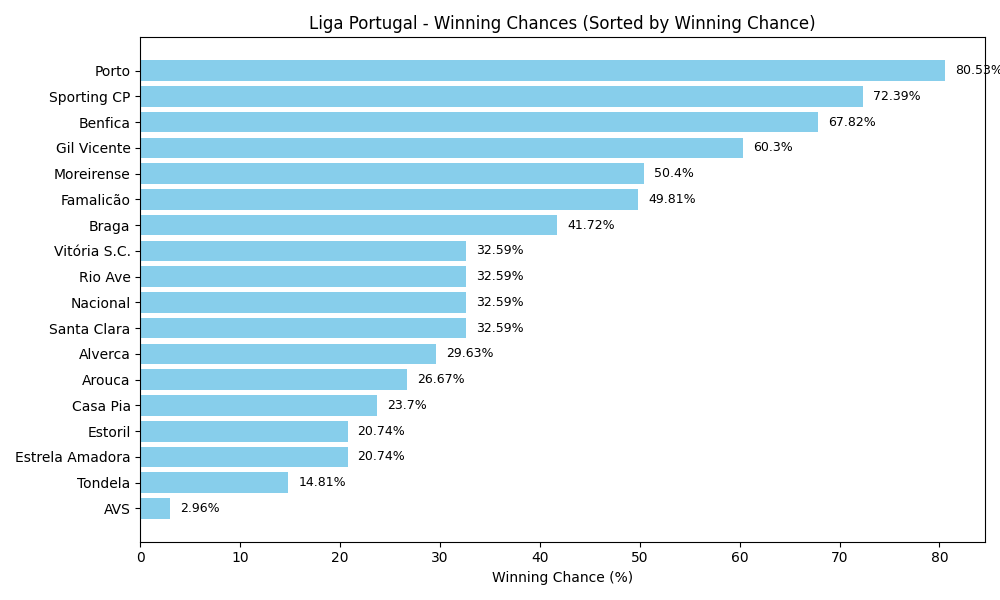 Liga Portugal - Winning Chances (Sorted by Winning Chance)
Porto 80.53%
Sporting CP 72.39%
Benfica 67.82%
Gil Vicente 60.3%
Moreirense 50.4%
Famalicão 49.81%
Braga 41.72%
Vitória S.C. 32.59%
Rio Ave 32.59%
Nacional 32.59%
Santa Clara 32.59%
Alverca 29.63%
Arouca 26.67%
Casa Pia 23.7%
Estoril 20.74%
Estrela Amadora 20.74%
Tondela 14.81%
AVS 2.96%
0 10 20 30 40 50 60 70 80
Winning Chance (%)